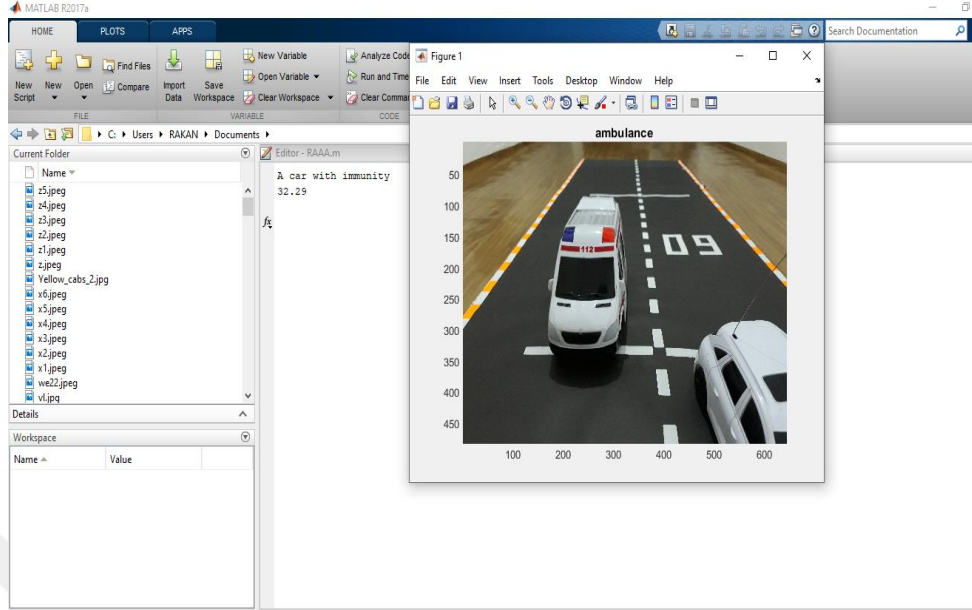 MATLAB R2017a
HOME PLOTS APPS
Search Documentation
New Script
New
Open
Find Files
Compare
Import Data
Save Workspace
New Variable
Open Variable
Clear Workspace
Analyze Code
Run and Time
Clear Comman
FILE VARIABLE CODE
C: Users RAKAN Documents
Current Folder
Name
z5.jpeg
z4.jpeg
z3.jpeg
z2.jpeg
z1.jpeg
z.jpeg
Yellow_cabs_2.jpg
x6.jpeg
x5.jpeg
x4.jpeg
x3.jpeg
x2.jpeg
x1.jpeg
we22.jpeg
vl.jpg
Details
Workspace
Name Value
Editor - RAAA.m
A car with immunity
32.29
fx
Figure 1
File Edit View Insert Tools Desktop Window Help
ambulance
50
100
150
200
250
300
350
400
450
100 200 300 400 500 600
112
09